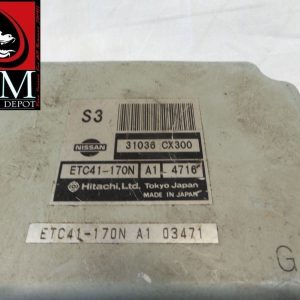 M
DEPOT
S3
NISSAN
31036 CX300
ETC41-170N A1 4716
Hitachi, Ltd. Tokyo Japan
MADE IN JAPAN
ETC41-170N A1 03471
G